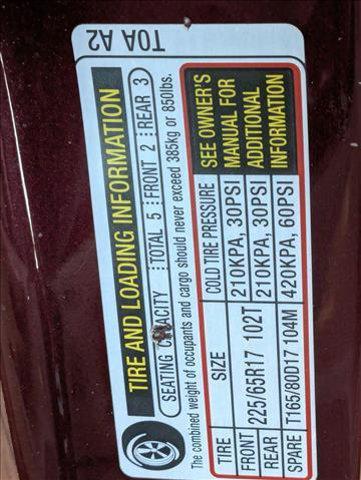 T0A A2
TIRE AND LOADING INFORMATION
SEATING CAPACITY TOTAL 5 FRONT 2 REAR 3
The combined weight of occupants and cargo should never exceed 385kg or 850lbs.
TIRE SIZE COLD TIRE PRESSURE SEE OWNER'S MANUAL FOR ADDITIONAL INFORMATION
FRONT 225/65R17 102T 210KPA, 30PSI
REAR 210KPA, 30PSI
SPARE T165/80D17 104M 420KPA, 60PSI